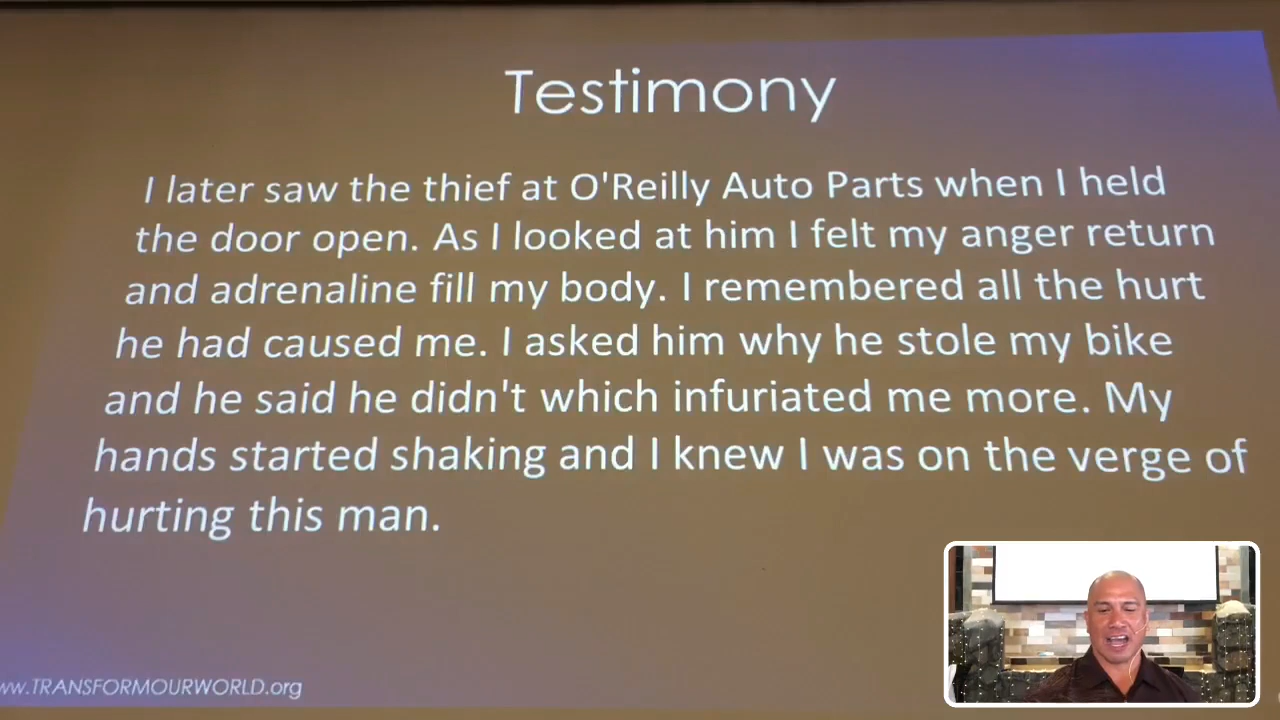 Testimony
I later saw the thief at O'Reilly Auto Parts when I held
the door open. As I looked at him I felt my anger return
and adrenaline fill my body. I remembered all the hurt
he had caused me. I asked him why he stole my bike
and he said he didn't which infuriated me more. My
hands started shaking and I knew I was on the verge of
hurting this man.
ww.TRANSFORMOURWORLD.org